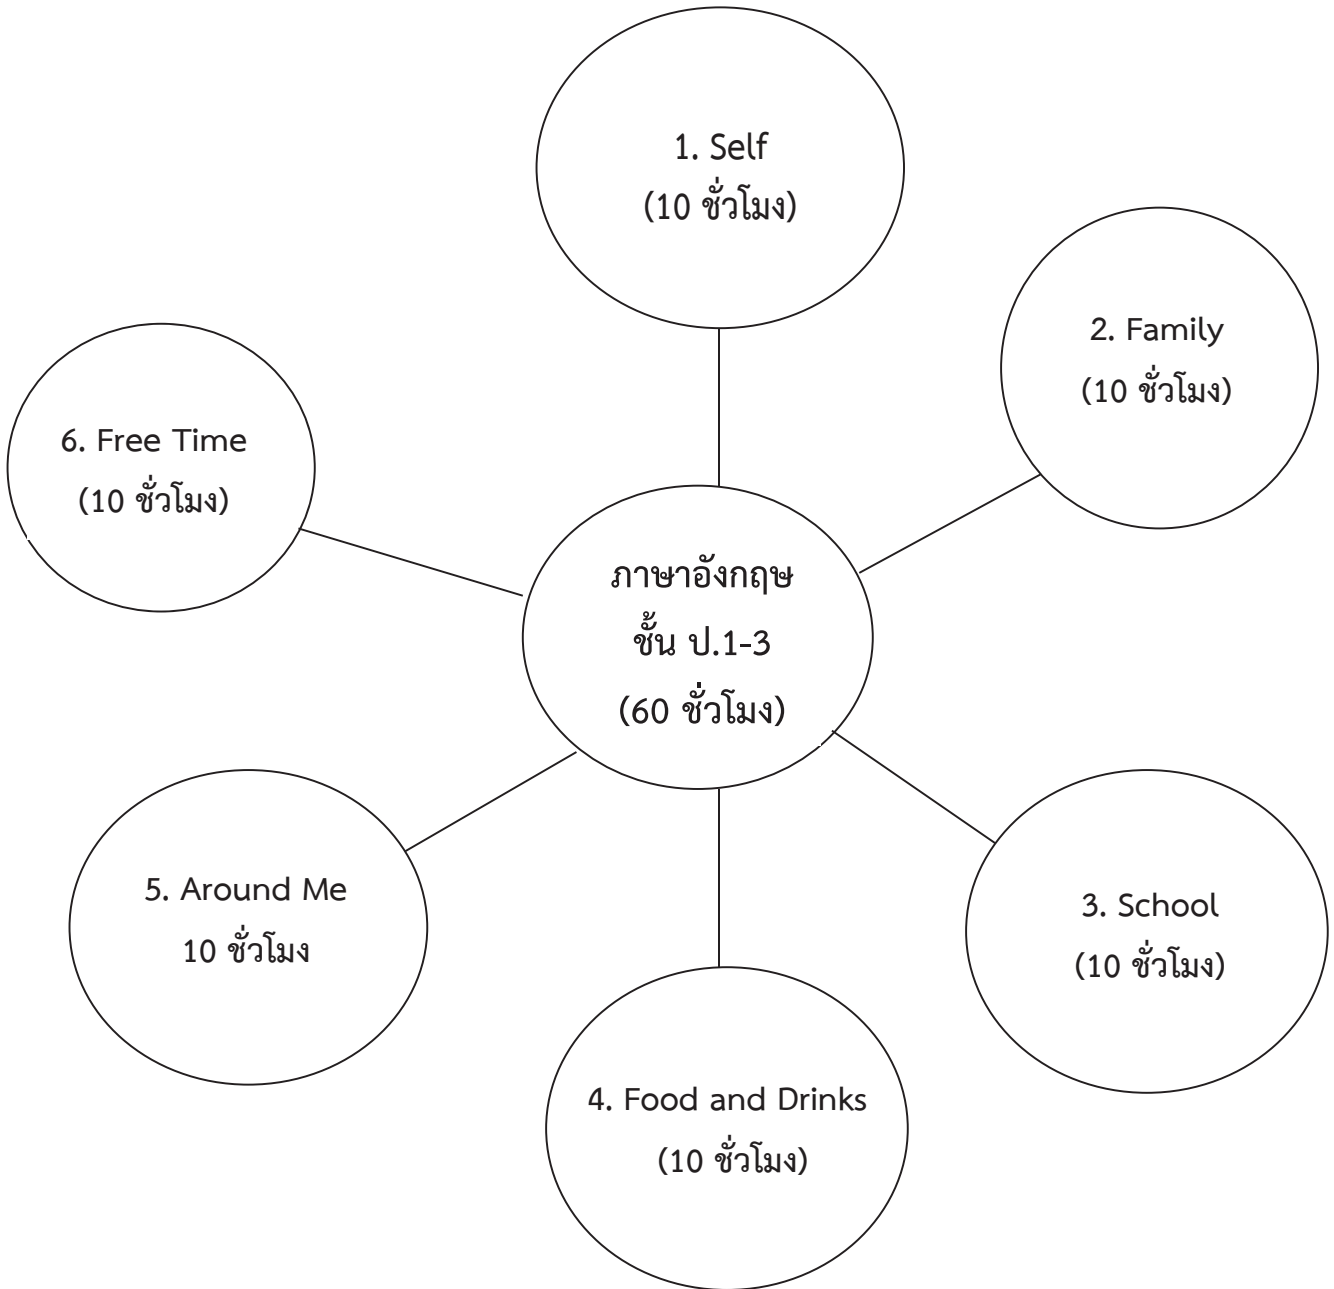 1. Self
(10 ชั่วโมง)
2. Family
(10 ชั่วโมง)
6. Free Time
(10 ชั่วโมง)
ภาษาอังกฤษ
ชั้น ป.1-3
(60 ชั่วโมง)
5. Around Me
10 ชั่วโมง
3. School
(10 ชั่วโมง)
4. Food and Drinks
(10 ชั่วโมง)